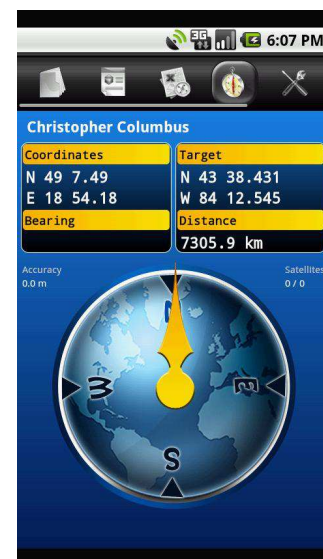 3G 6:07 PM
Christopher Columbus
Coordinates
N 49 7.49
E 18 54.18
Bearing
Target
N 43 38.431
W 84 12.545
Distance
7305.9 km
Accuracy
0.0 m
Satellites
0 / 0
N
W
E
S